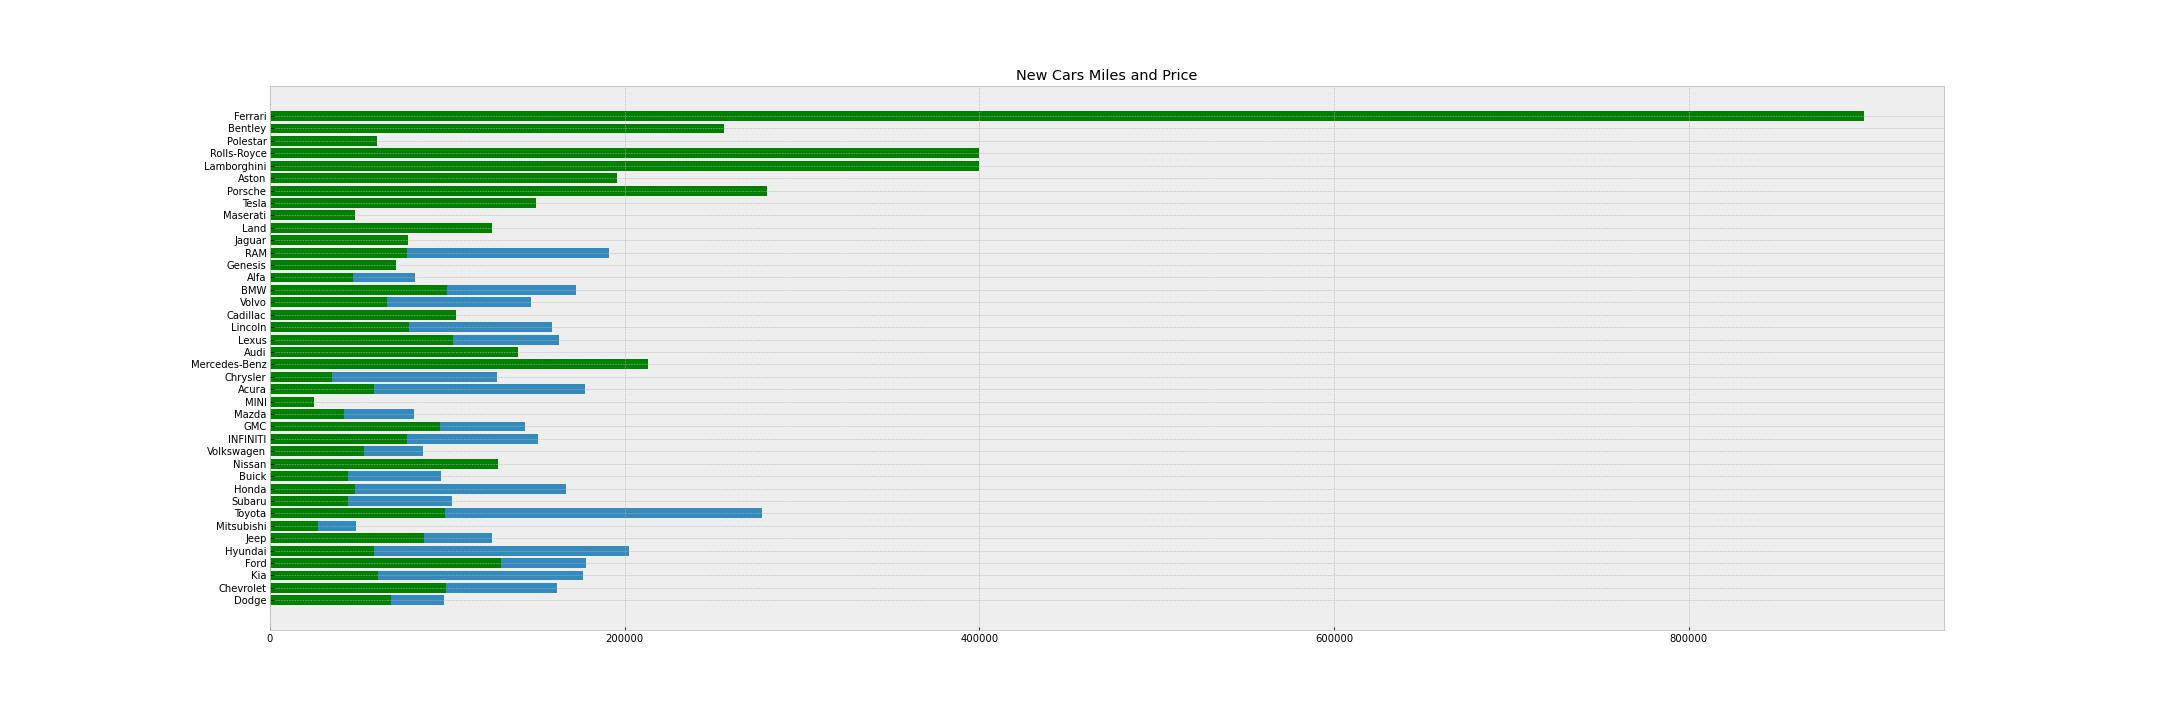 New Cars Miles and Price
Ferrari
Bentley
Polestar
Rolls-Royce
Lamborghini
Aston
Porsche
Tesla
Maserati
Land
Jaguar
RAM
Genesis
Alfa
BMW
Volvo
Cadillac
Lincoln
Lexus
Audi
Mercedes-Benz
Chrysler
Acura
MINI
Mazda
GMC
INFINITI
Volkswagen
Nissan
Buick
Honda
Subaru
Toyota
Mitsubishi
Jeep
Hyundai
Ford
Kia
Chevrolet
Dodge
0 200000 400000 600000 800000